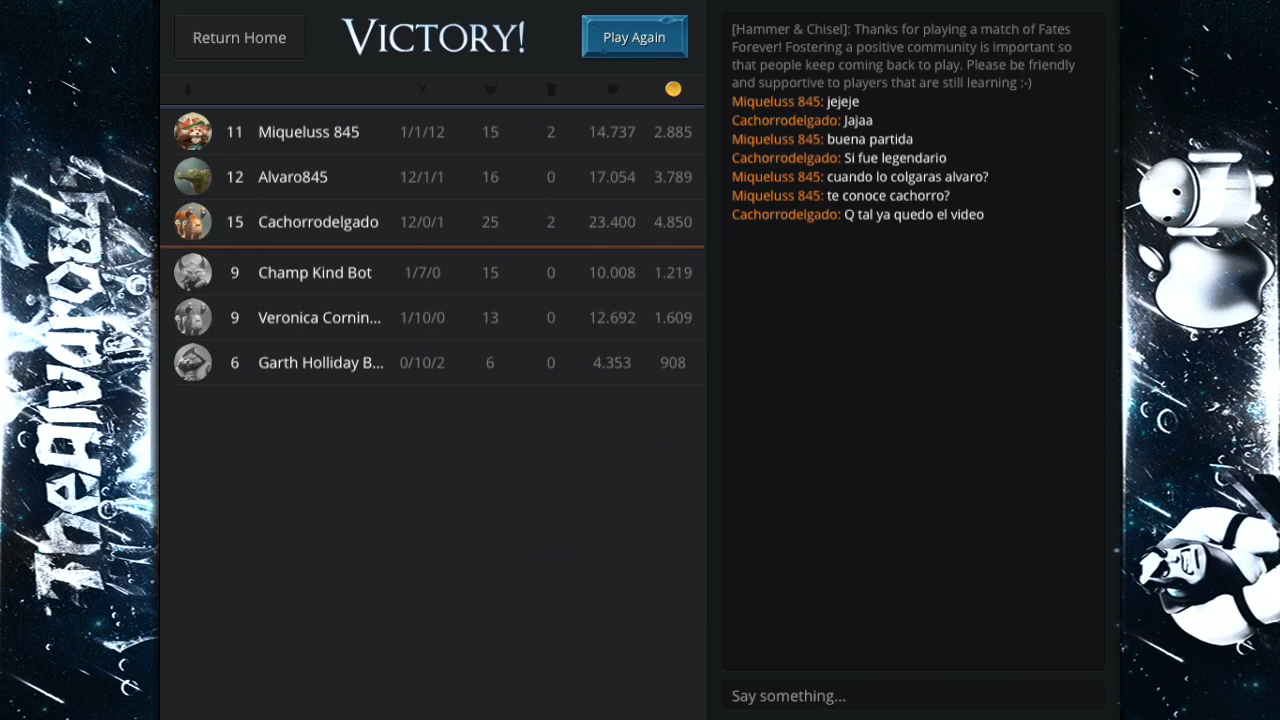 TheAlvaro845
Return Home
VICTORY!
Play Again
11 Miqueluss 845 1/1/12 15 2 14.737 2.885
12 Alvaro845 12/1/1 16 0 17.054 3.789
15 Cachorrodelgado 12/0/1 25 2 23.400 4.850
9 Champ Kind Bot 1/7/0 15 0 10.008 1.219
9 Veronica Cornin... 1/10/0 13 0 12.692 1.609
6 Garth Holliday B... 0/10/2 6 0 4.353 908
[Hammer & Chisel]: Thanks for playing a match of Fates
Forever! Fostering a positive community is important so
that people keep coming back to play. Please be friendly
and supportive to players that are still learning :-)
Miqueluss 845: jejeje
Cachorrodelgado: Jajaa
Miqueluss 845: buena partida
Cachorrodelgado: Si fue legendario
Miqueluss 845: cuando lo colgaras alvaro?
Miqueluss 845: te conoce cachorro?
Cachorrodelgado: Q tal ya quedo el video
Say something...